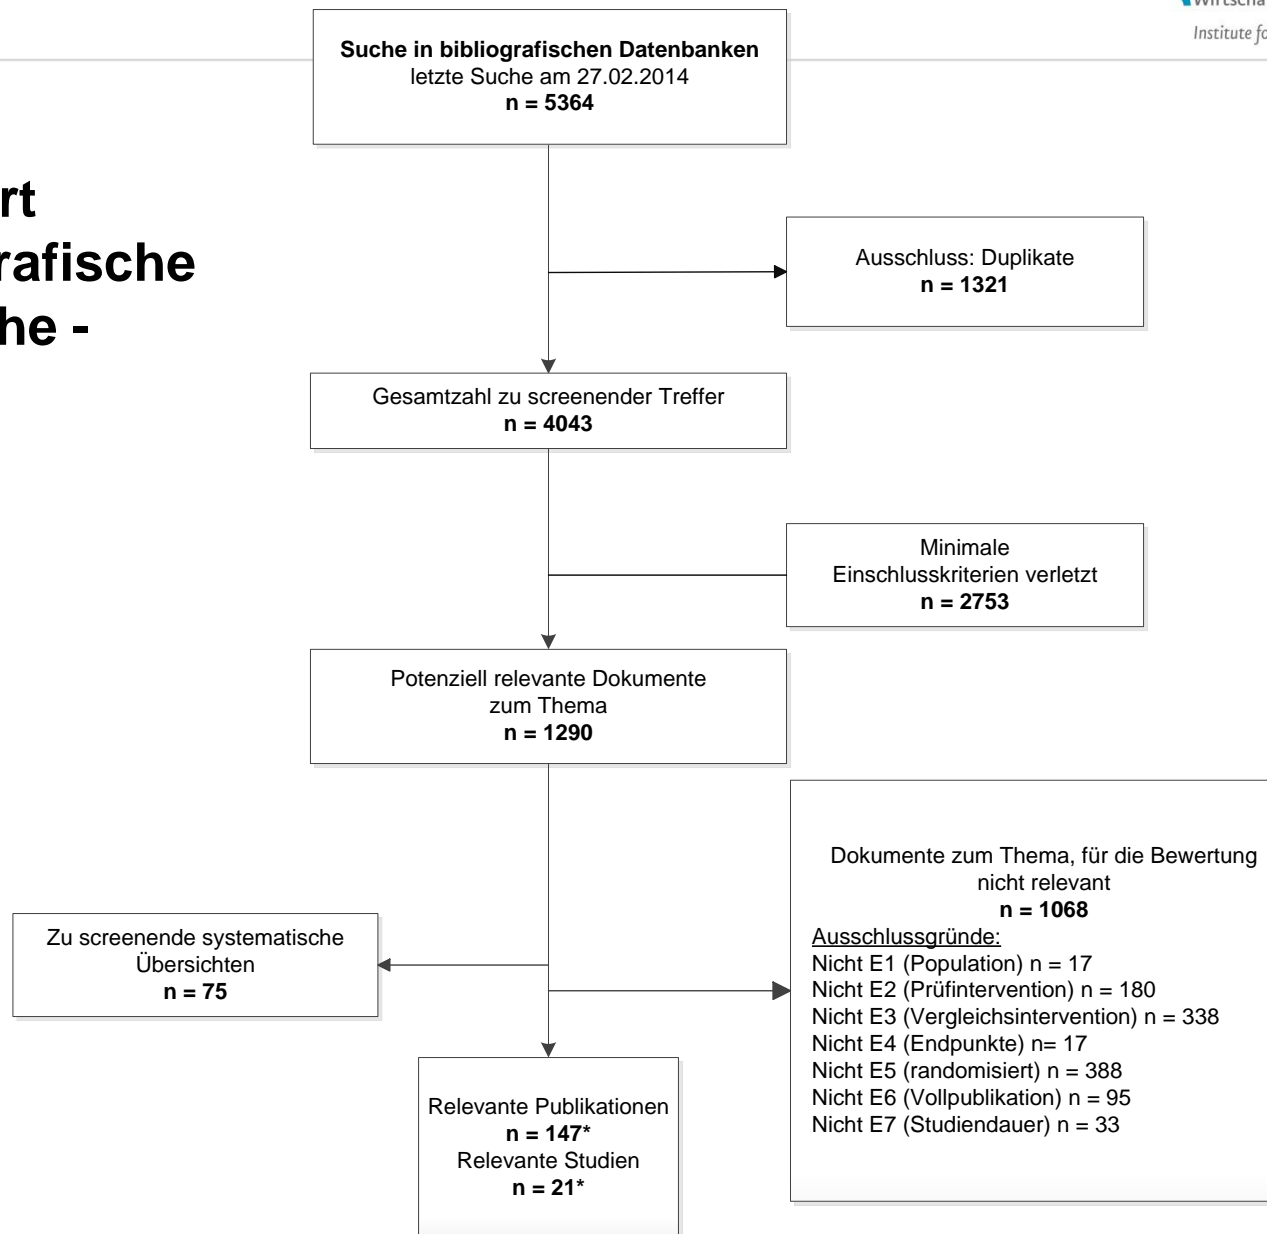 Institute fo
Suche in bibliografischen Datenbanken
letzte Suche am 27.02.2014
n = 5364
rt
rafische
he -
Ausschluss: Duplikate
n = 1321
Gesamtzahl zu screenender Treffer
n = 4043
Minimale
Einschlusskriterien verletzt
n = 2753
Potenziell relevante Dokumente
zum Thema
n = 1290
Dokumente zum Thema, für die Bewertung
nicht relevant
n = 1068
Ausschlussgründe:
Nicht E1 (Population) n = 17
Nicht E2 (Prüfintervention) n = 180
Nicht E3 (Vergleichsintervention) n = 338
Nicht E4 (Endpunkte) n= 17
Nicht E5 (randomisiert) n = 388
Nicht E6 (Vollpublikation) n = 95
Nicht E7 (Studiendauer) n = 33
Zu screenende systematische
Übersichten
n = 75
Relevante Publikationen
n = 147*
Relevante Studien
n = 21*